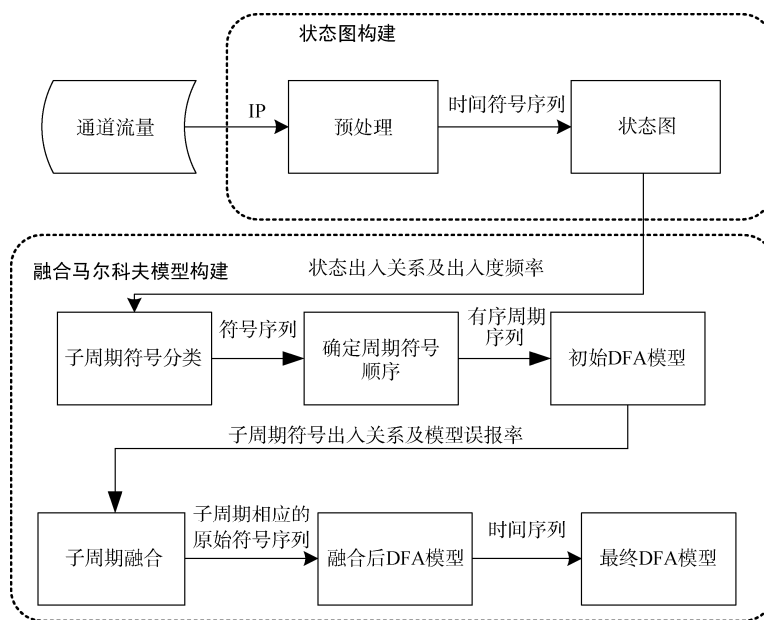 状态图构建
通道流量
IP
预处理
时间符号序列
状态图
融合马尔科夫模型构建
状态出入关系及出入度频率
子周期符号分类
符号序列
确定周期符号
顺序
有序周期
序列
初始DFA模型
子周期符号出入关系及模型误报率
子周期融合
子周期相应的
原始符号序列
融合后DFA模型
时间序列
最终DFA模型